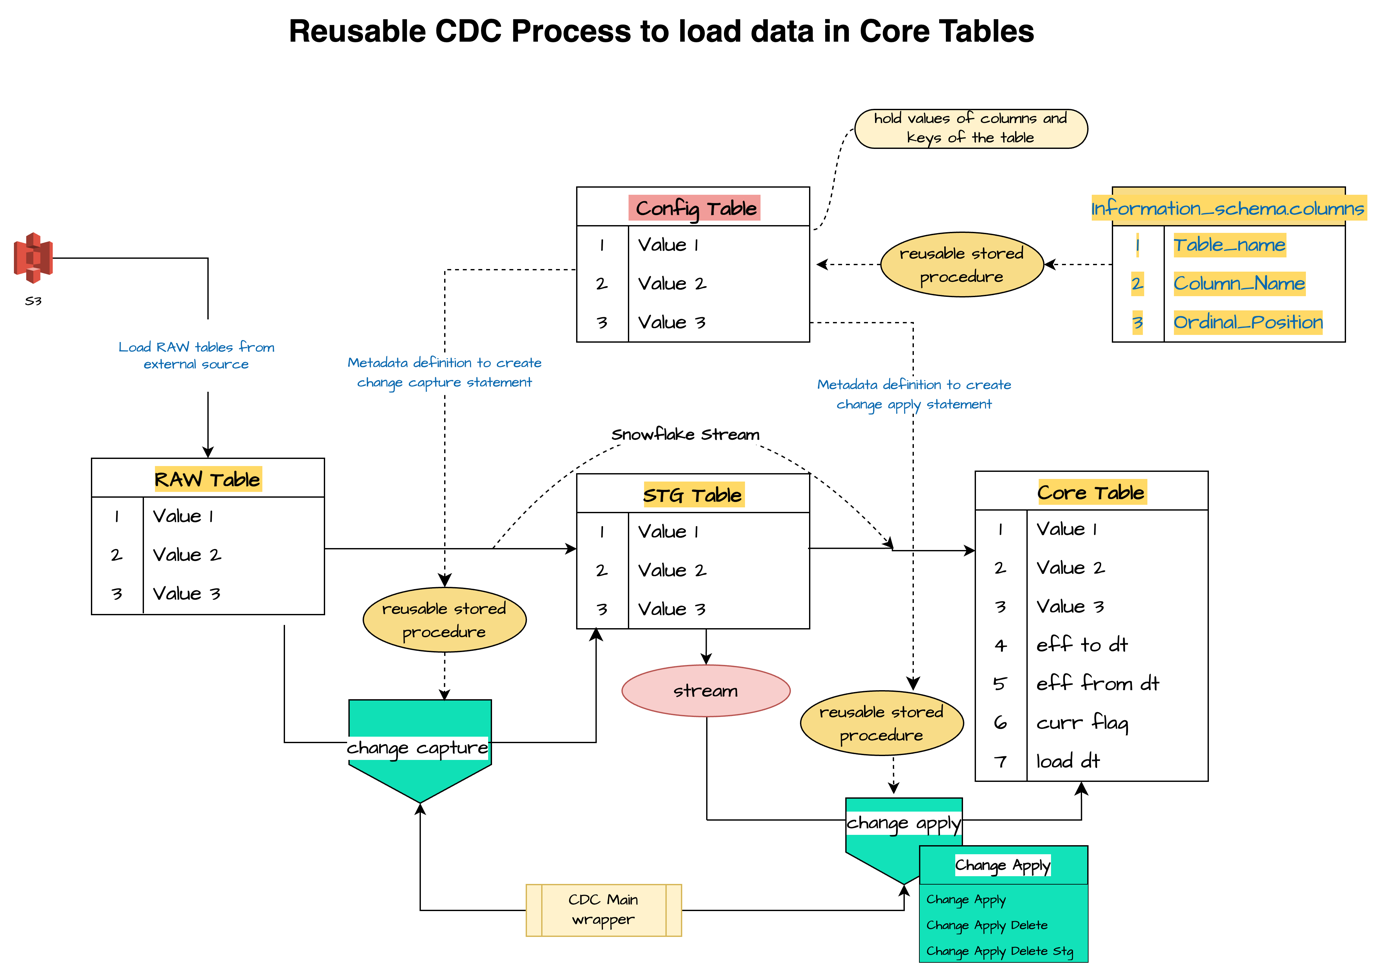 Reusable CDC Process to load data in Core Tables
hold values of columns and
keys of the table
Config Table
1 Value 1
2 Value 2
3 Value 3
reusable stored
procedure
Information_schema.columns
1 Table_name
2 Column_Name
3 Ordinal_Position
S3
Load RAW tables from
external source
Metadata definition to create
change capture statement
Metadata definition to create
change apply statement
Snowflake Stream
RAW Table
1 Value 1
2 Value 2
3 Value 3
STG Table
1 Value 1
2 Value 2
3 Value 3
Core Table
1 Value 1
2 Value 2
3 Value 3
4 eff to dt
5 eff from dt
6 curr flag
7 load dt
reusable stored
procedure
stream
reusable stored
procedure
change capture
change apply
Change Apply
Change Apply
Change Apply Delete
Change Apply Delete Stg
CDC Main
wrapper